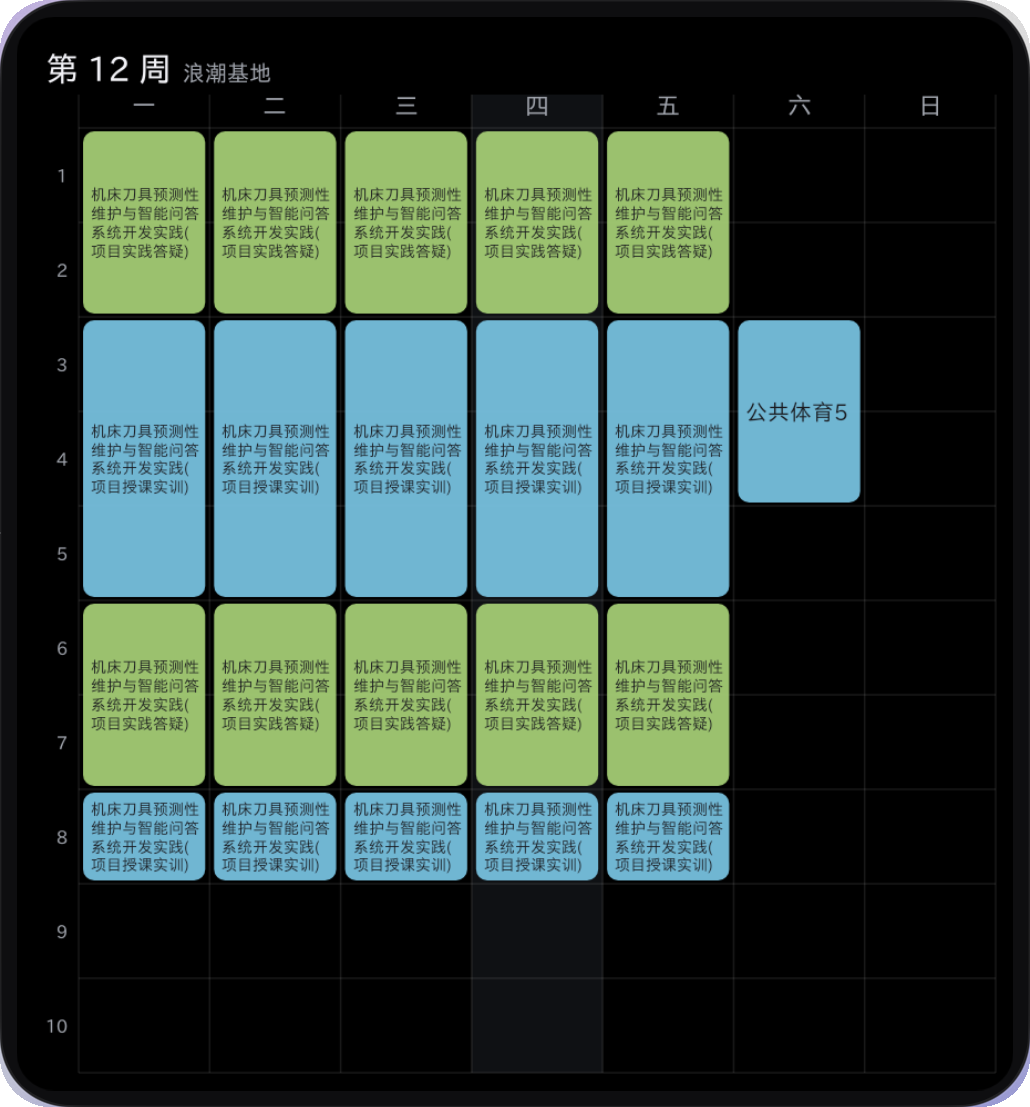 第 12 周 浪潮基地
一 二 三 四 五 六 日
1
机床刀具预测性
维护与智能问答
系统开发实践(
项目实践答疑)
机床刀具预测性
维护与智能问答
系统开发实践(
项目实践答疑)
机床刀具预测性
维护与智能问答
系统开发实践(
项目实践答疑)
机床刀具预测性
维护与智能问答
系统开发实践(
项目实践答疑)
机床刀具预测性
维护与智能问答
系统开发实践(
项目实践答疑)
2
3
机床刀具预测性
维护与智能问答
系统开发实践(
项目授课实训)
机床刀具预测性
维护与智能问答
系统开发实践(
项目授课实训)
机床刀具预测性
维护与智能问答
系统开发实践(
项目授课实训)
机床刀具预测性
维护与智能问答
系统开发实践(
项目授课实训)
机床刀具预测性
维护与智能问答
系统开发实践(
项目授课实训)
公共体育5
4
5
6
机床刀具预测性
维护与智能问答
系统开发实践(
项目实践答疑)
机床刀具预测性
维护与智能问答
系统开发实践(
项目实践答疑)
机床刀具预测性
维护与智能问答
系统开发实践(
项目实践答疑)
机床刀具预测性
维护与智能问答
系统开发实践(
项目实践答疑)
机床刀具预测性
维护与智能问答
系统开发实践(
项目实践答疑)
7
8
机床刀具预测性
维护与智能问答
系统开发实践(
项目授课实训)
机床刀具预测性
维护与智能问答
系统开发实践(
项目授课实训)
机床刀具预测性
维护与智能问答
系统开发实践(
项目授课实训)
机床刀具预测性
维护与智能问答
系统开发实践(
项目授课实训)
机床刀具预测性
维护与智能问答
系统开发实践(
项目授课实训)
9
10